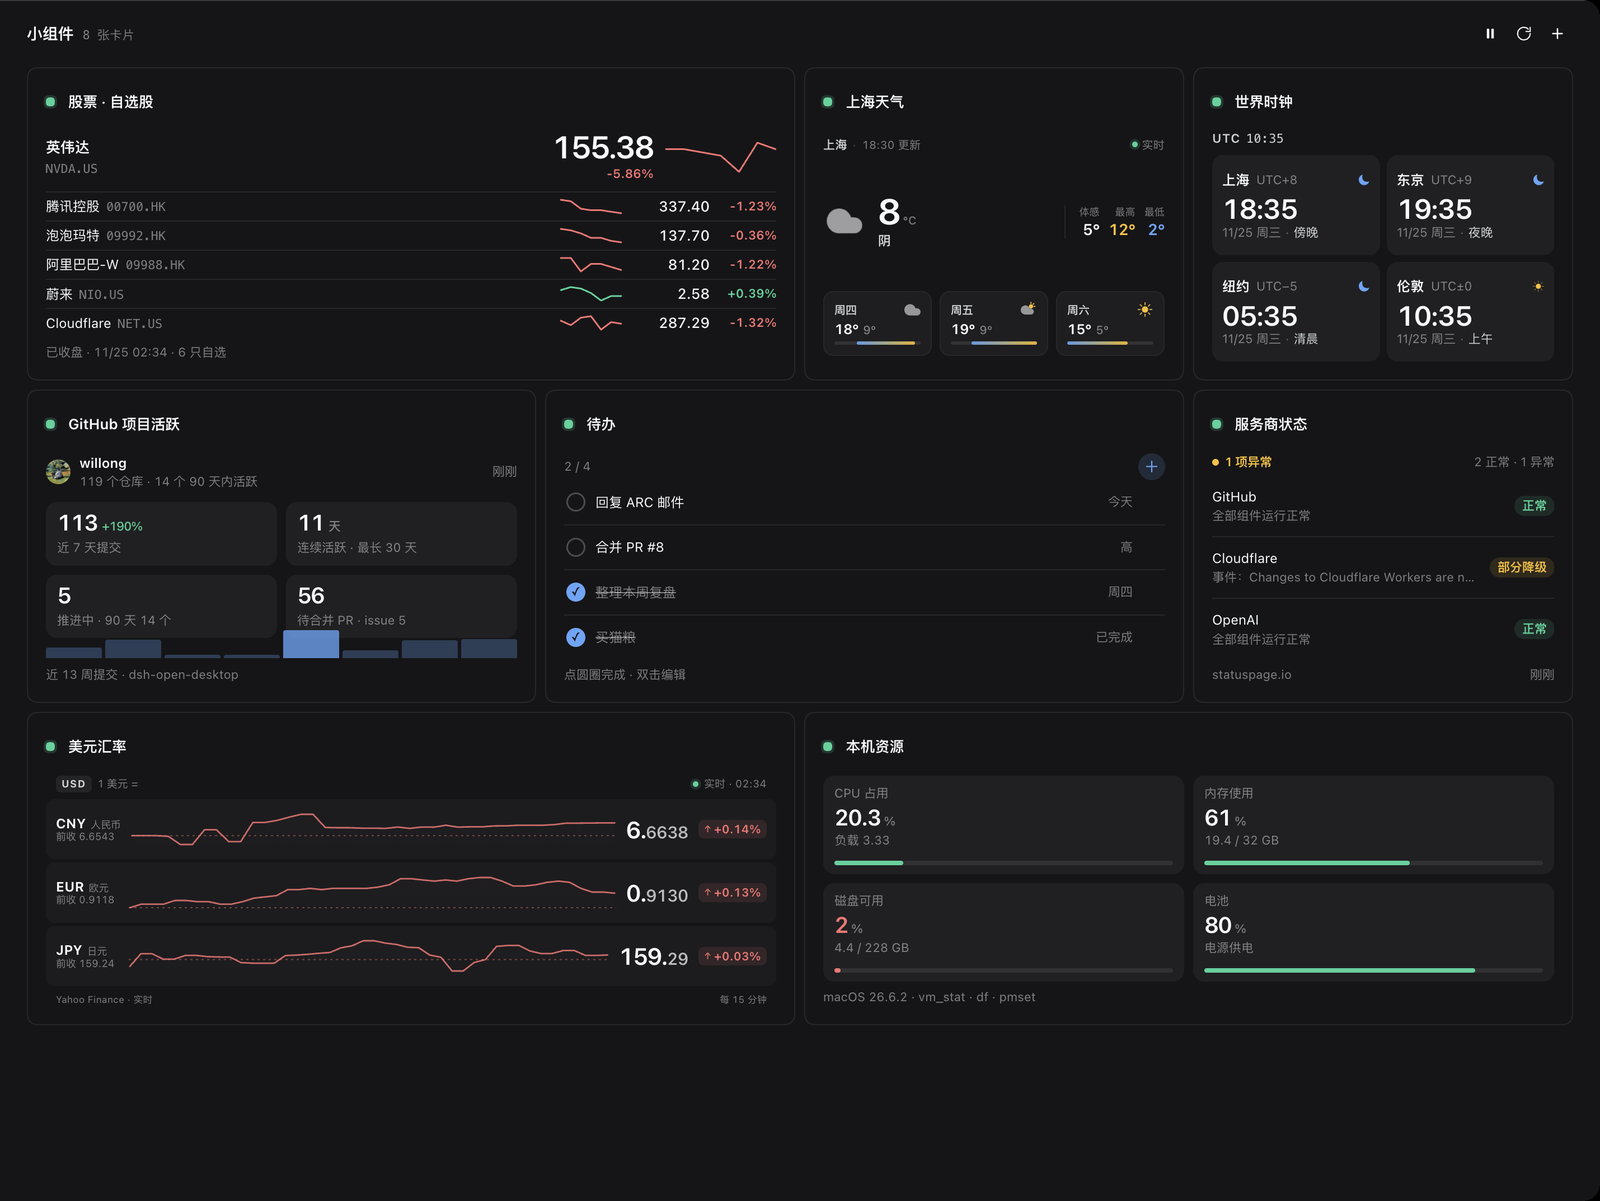 小组件 8 张卡片
股票 · 自选股
英伟达
NVDA.US
155.38
-5.86%
腾讯控股 00700.HK 337.40 -1.23%
泡泡玛特 09992.HK 137.70 -0.36%
阿里巴巴-W 09988.HK 81.20 -1.22%
蔚来 NIO.US 2.58 +0.39%
Cloudflare NET.US 287.29 -1.32%
已收盘 · 11/25 02:34 · 6 只自选
上海天气
上海 · 18:30 更新 实时
8 °C
阴
体感 最高 最低
5° 12° 2°
周四
18° 9°
周五
19° 9°
周六
15° 5°
世界时钟
UTC 10:35
上海 UTC+8
18:35
11/25 周三 · 傍晚
东京 UTC+9
19:35
11/25 周三 · 夜晚
纽约 UTC−5
05:35
11/25 周三 · 清晨
伦敦 UTC±0
10:35
11/25 周三 · 上午
GitHub 项目活跃
willong
119 个仓库 · 14 个 90 天内活跃
刚刚
113 +190%
近 7 天提交
11 天
连续活跃 · 最长 30 天
5
推进中 · 90 天 14 个
56
待合并 PR · issue 5
近 13 周提交 · dsh-open-desktop
待办
2 / 4
回复 ARC 邮件 今天
合并 PR #8 高
整理本周复盘 周四
买猫粮 已完成
点圆圈完成 · 双击编辑
服务商状态
1 项异常 2 正常 · 1 异常
GitHub
全部组件运行正常
正常
Cloudflare
事件： Changes to Cloudflare Workers are n...
部分降级
OpenAI
全部组件运行正常
正常
statuspage.io 刚刚
美元汇率
USD 1 美元 = 实时 · 02:34
CNY 人民币
前收 6.6543
6.6638 ↑+0.14%
EUR 欧元
前收 0.9118
0.9130 ↑+0.13%
JPY 日元
前收 159.24
159.29 ↑+0.03%
Yahoo Finance · 实时 每 15 分钟
本机资源
CPU 占用
20.3 %
负载 3.33
内存使用
61 %
19.4 / 32 GB
磁盘可用
2 %
4.4 / 228 GB
电池
80 %
电源供电
macOS 26.6.2 · vm_stat · df · pmset